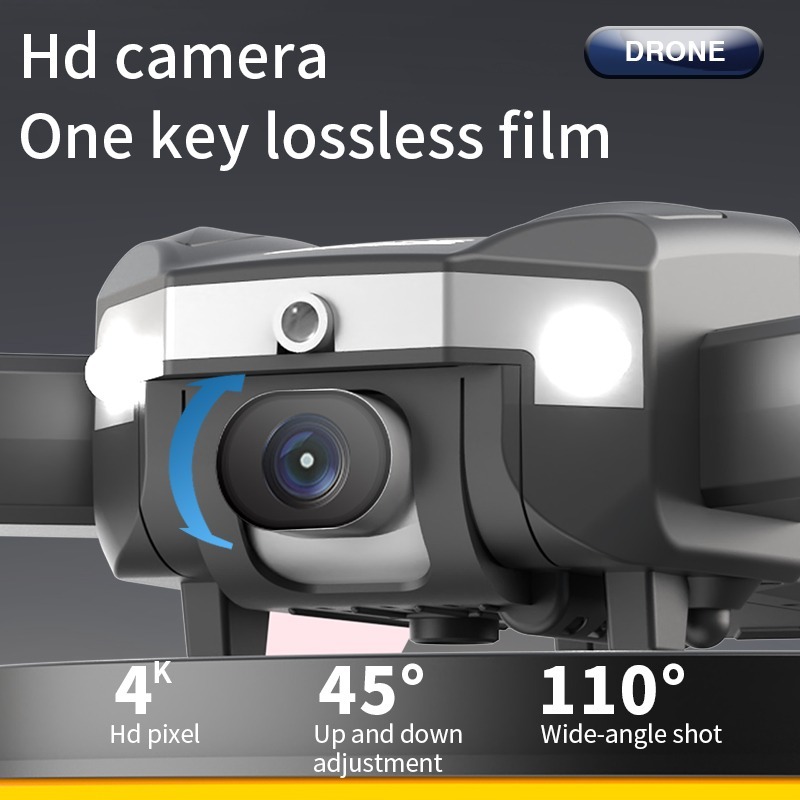 Hd camera
DRONE
One key lossless film
4K
Hd pixel
45°
Up and down
adjustment
110°
Wide-angle shot